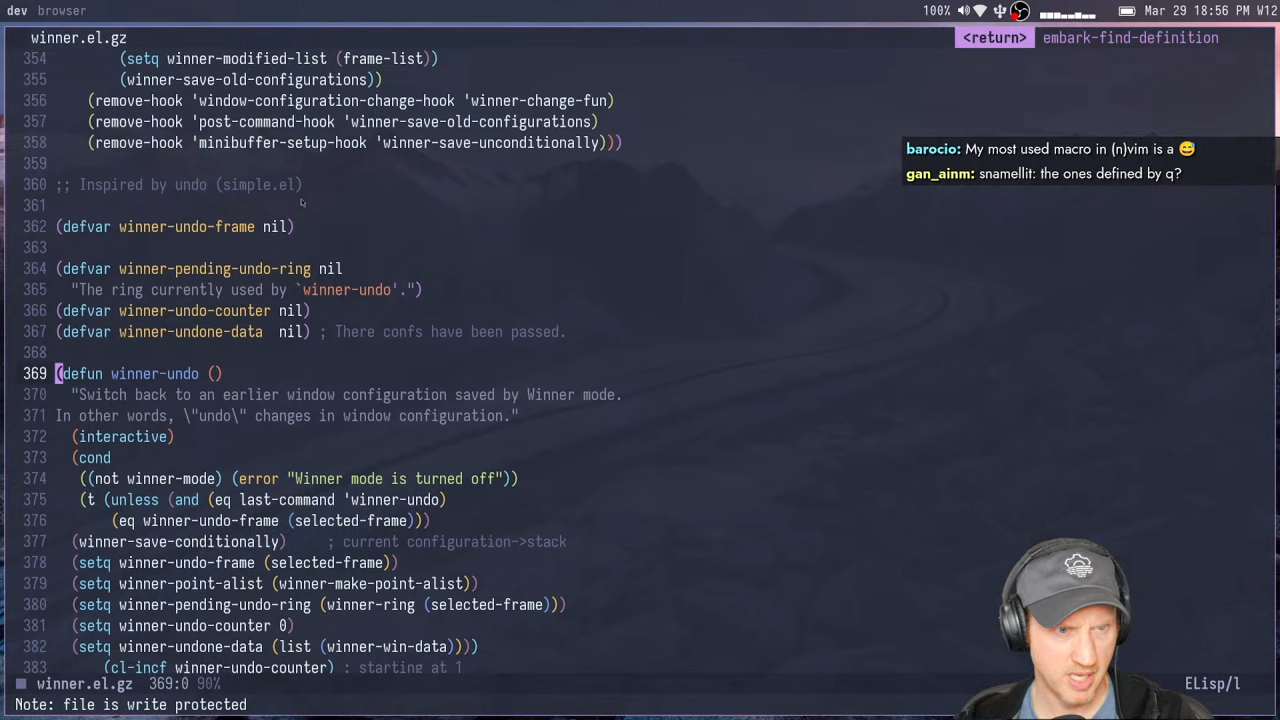 dev browser
100% Mar 29 18:56 PM W12
winner.el.gz
<return> embark-find-definition
354 (setq winner-modified-list (frame-list))
355 (winner-save-old-configurations))
356 (remove-hook 'window-configuration-change-hook 'winner-change-fun)
357 (remove-hook 'post-command-hook 'winner-save-old-configurations)
358 (remove-hook 'minibuffer-setup-hook 'winner-save-unconditionally)))
barocio: My most used macro in (n)vim is a 😅
359
gan_ainm: snamellit: the ones defined by q?
360 ;; Inspired by undo (simple.el)
361
362 (defvar winner-undo-frame nil)
363
364 (defvar winner-pending-undo-ring nil
365 "The ring currently used by `winner-undo'.")
366 (defvar winner-undo-counter nil)
367 (defvar winner-undone-data  nil) ; There confs have been passed.
368
369 (defun winner-undo ()
370 "Switch back to an earlier window configuration saved by Winner mode.
371 In other words, \"undo\" changes in window configuration."
372 (interactive)
373 (cond
374 ((not winner-mode) (error "Winner mode is turned off"))
375 (t (unless (and (eq last-command 'winner-undo)
376 (eq winner-undo-frame (selected-frame)))
377 (winner-save-conditionally) ; current configuration->stack
378 (setq winner-undo-frame (selected-frame))
379 (setq winner-point-alist (winner-make-point-alist))
380 (setq winner-pending-undo-ring (winner-ring (selected-frame)))
381 (setq winner-undo-counter 0)
382 (setq winner-undone-data (list (winner-win-data))))
383 (cl-incf winner-undo-counter) ; starting at 1
winner.el.gz 369:0 90% ELisp/l
Note: file is write protected